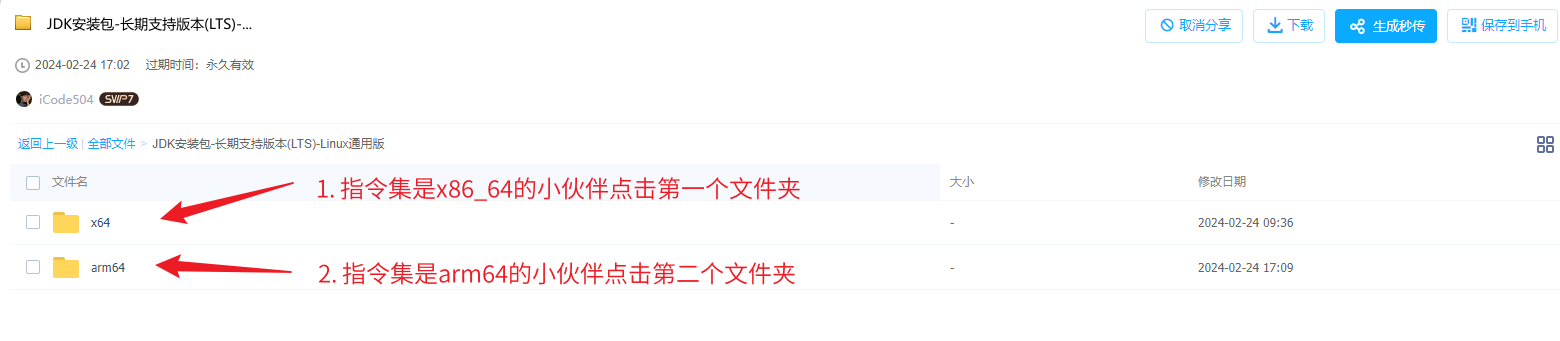 JDK安装包-长期支持版本(LTS)-...
取消分享
下载
生成秒传
保存到手机
2024-02-24 17:02 过期时间：永久有效
iCode504 SVIP7
返回上一级 | 全部文件 > JDK安装包-长期支持版本(LTS)-Linux通用版
文件名 大小 修改日期
1. 指令集是x86_64的小伙伴点击第一个文件夹
x64 - 2024-02-24 09:36
arm64 - 2024-02-24 17:09
2. 指令集是arm64的小伙伴点击第二个文件夹